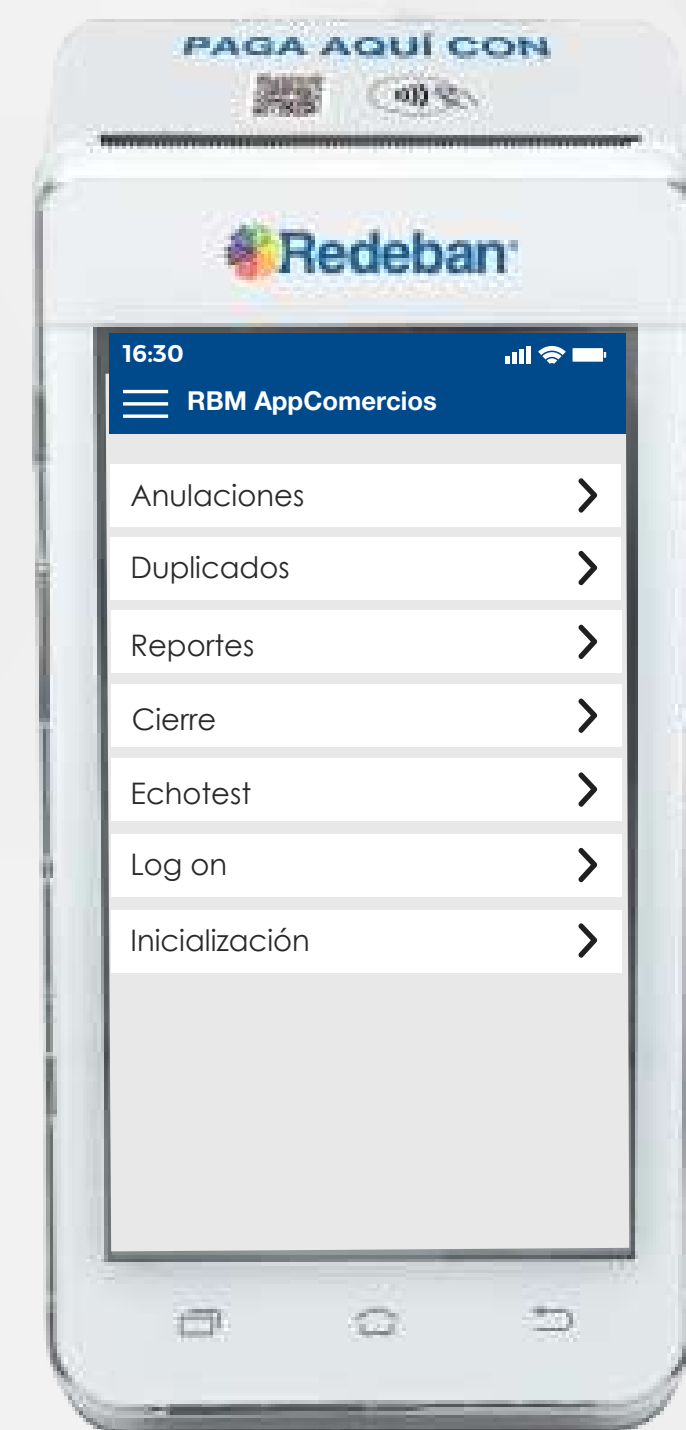 PAGA AQUÍ CON
Redeban
16:30
RBM AppComercios
Anulaciones
Duplicados
Reportes
Cierre
Echotest
Log on
Inicialización